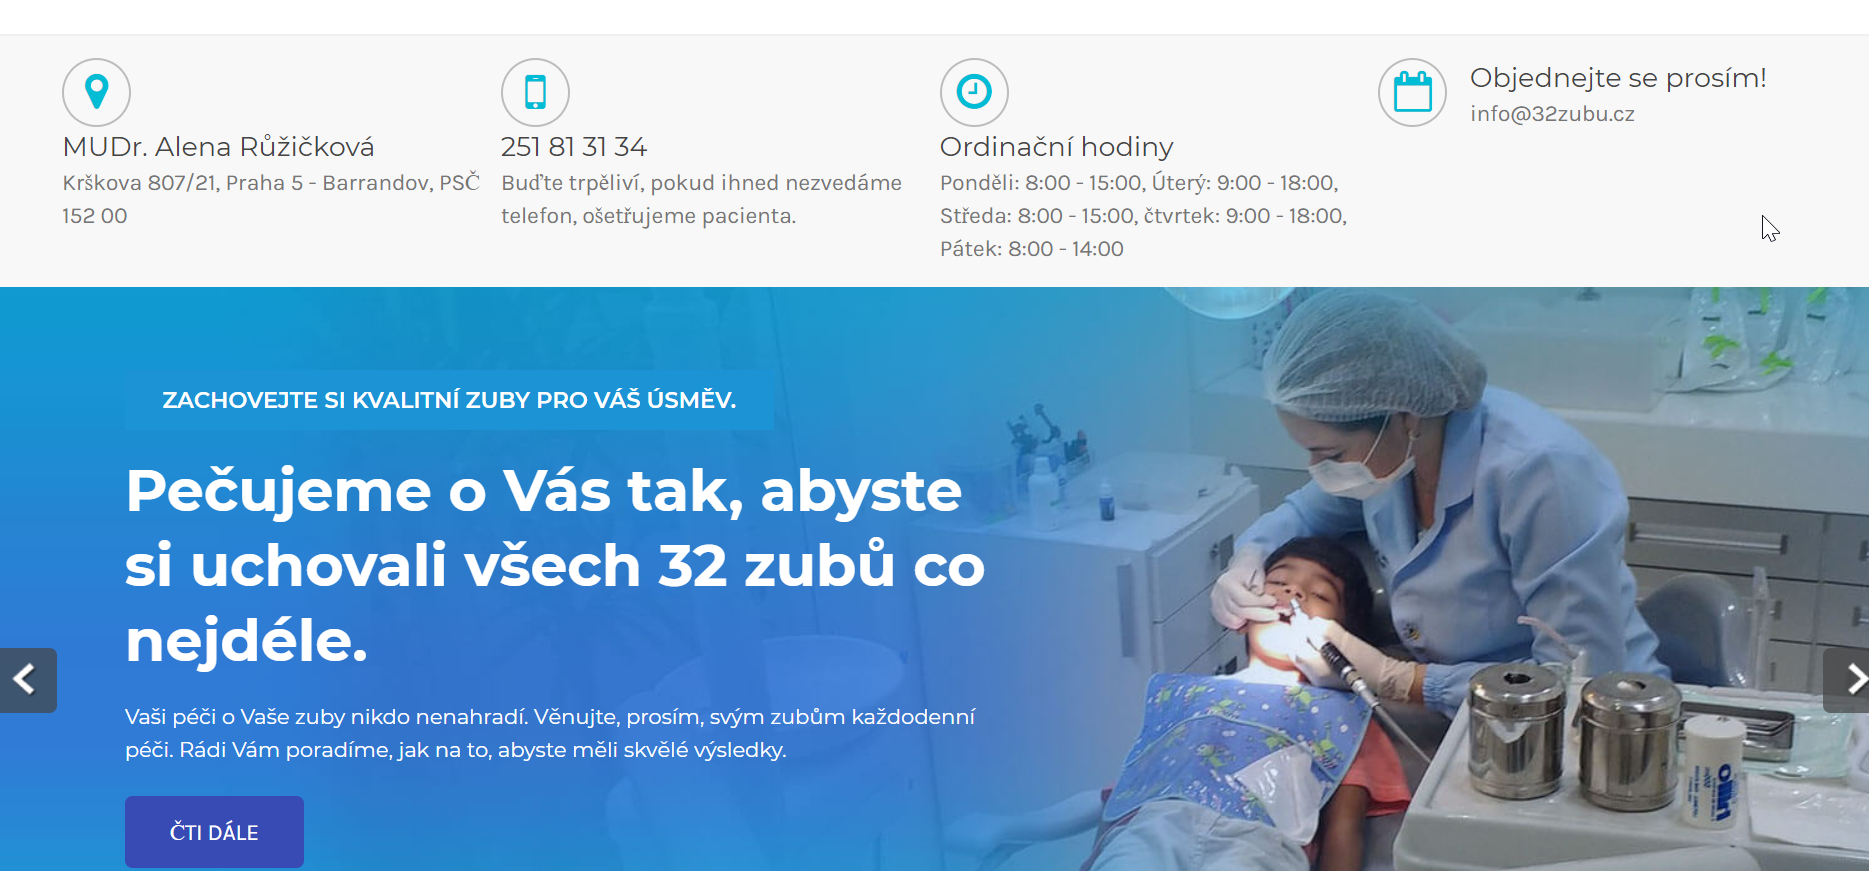 MUDr. Alena Růžičková
Krškova 807/21, Praha 5 - Barrandov, PSČ
152 00
251 81 31 34
Buďte trpěliví, pokud ihned nezvedáme
telefon, ošetřujeme pacienta.
Ordinační hodiny
Ponděli: 8:00 - 15:00, Úterý: 9:00 - 18:00,
Středa: 8:00 - 15:00, čtvrtek: 9:00 - 18:00,
Pátek: 8:00 - 14:00
Objednejte se prosím!
info@32zubu.cz
ZACHOVEJTE SI KVALITNÍ ZUBY PRO VÁŠ ÚSMĚV.
Pečujeme o Vás tak, abyste
si uchovali všech 32 zubů co
nejdéle.
Vaši péči o Vaše zuby nikdo nenahradí. Věnujte, prosím, svým zubům každodenní
péči. Rádi Vám poradíme, jak na to, abyste měli skvělé výsledky.
ČTI DÁLE